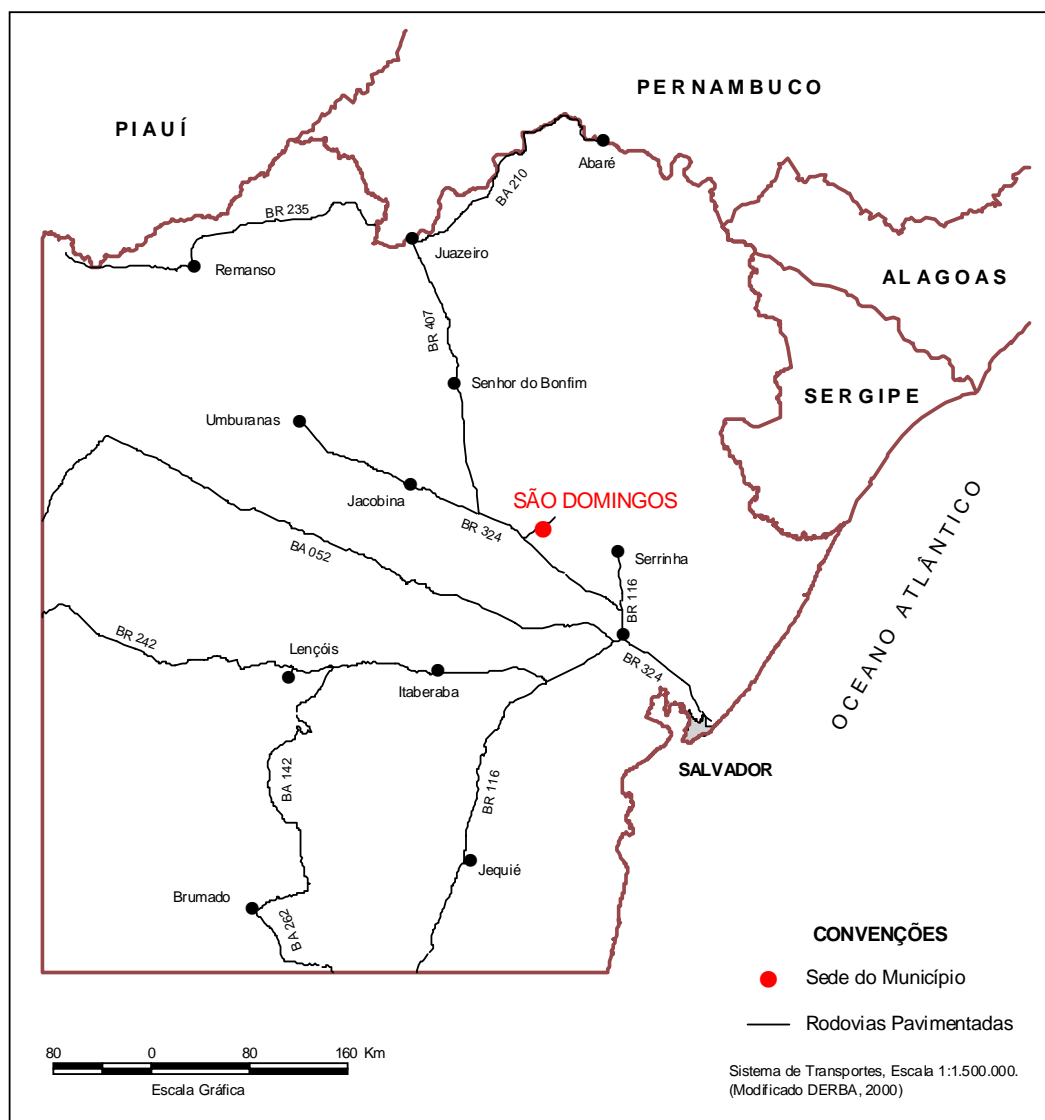 PERNAMBUCO
PIAUÍ
Abaré
BA 210
BR 235
Juazeiro
Remanso
ALAGOAS
BR 407
Senhor do Bonfim
SERGIPE
Umburanas
Jacobina
SÃO DOMINGOS
BR 324
BA 052
Serrinha
OCEANO ATLÂNTICO
BR 116
BR 242
Lençóis
Itaberaba
BR 324
SALVADOR
BA 142
BR 116
Jequié
Brumado
BA 262
CONVENÇÕES
Sede do Município
Rodovias Pavimentadas
80 0 80 160 Km
Escala Gráfica
Sistema de Transportes, Escala 1:1.500.000.
(Modificado DERBA, 2000)